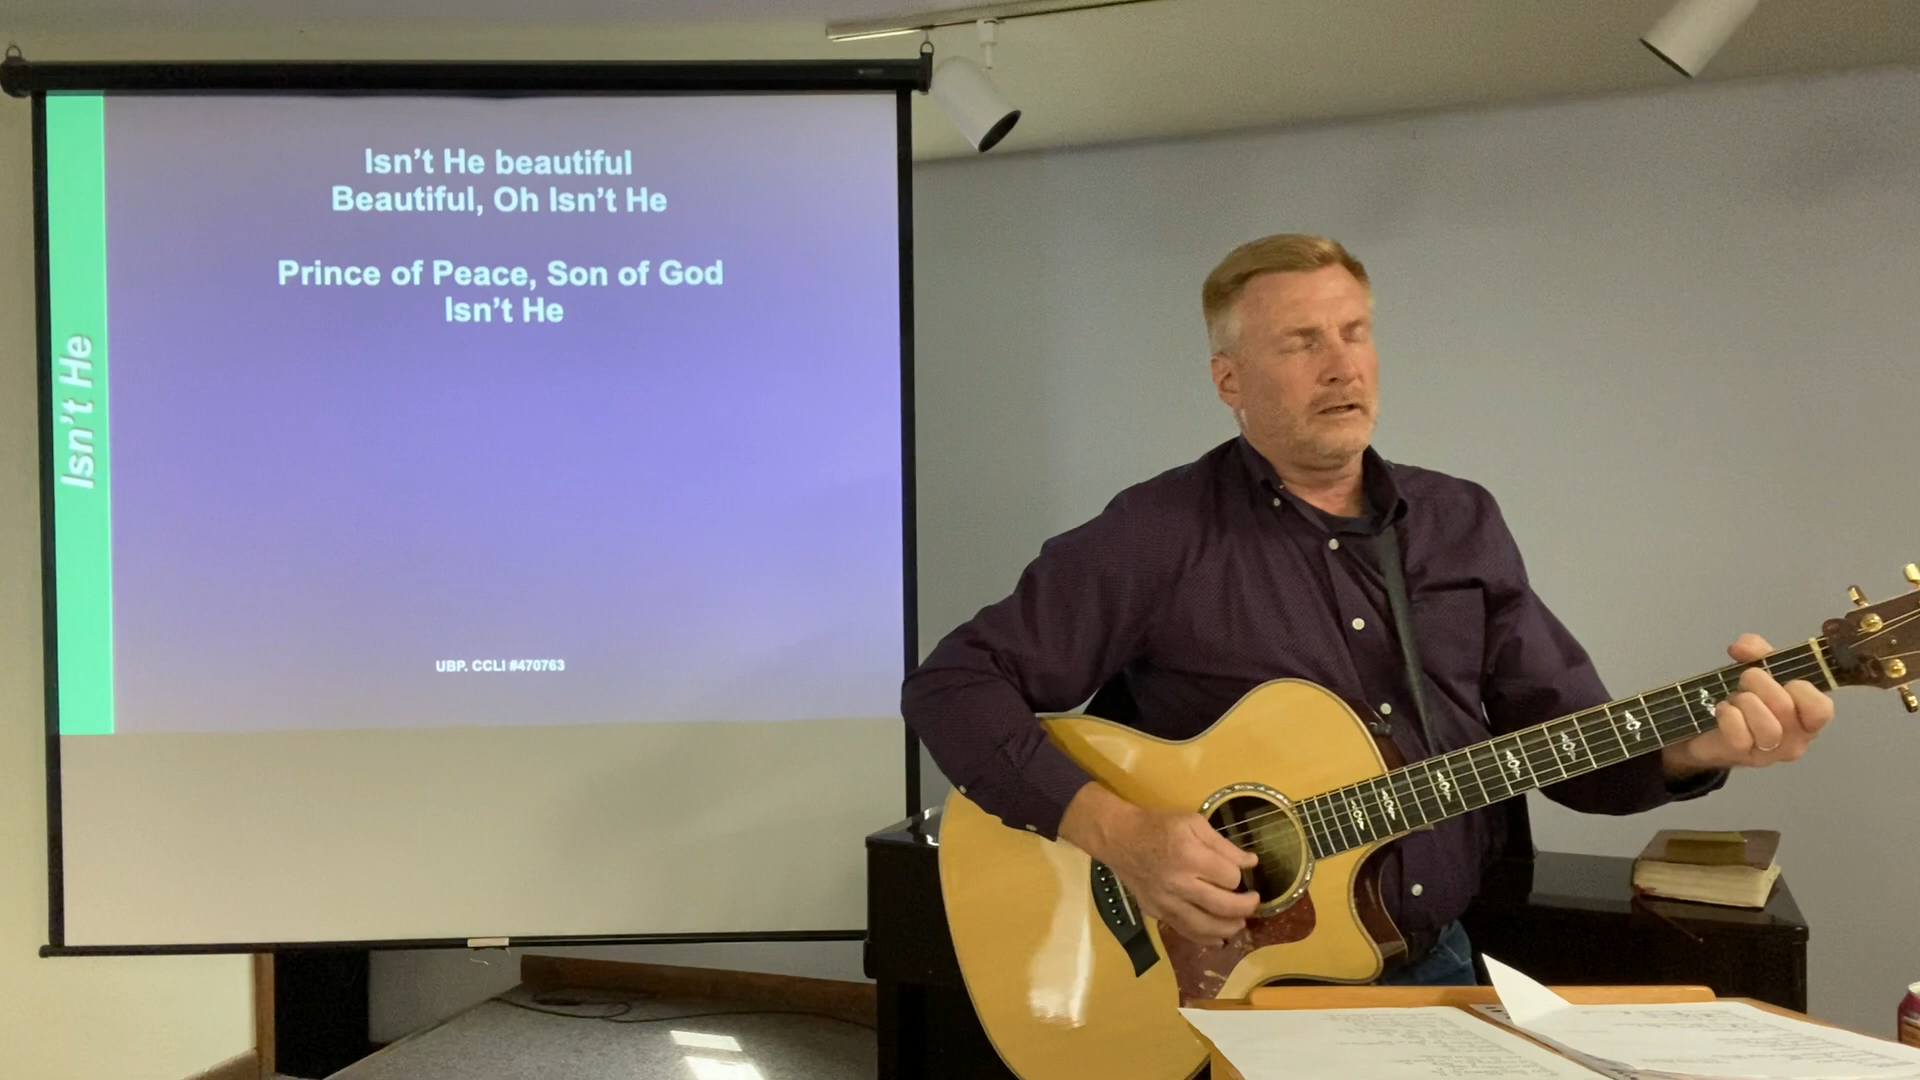 Isn't He
Isn't He beautiful
Beautiful, Oh Isn't He
Prince of Peace, Son of God
Isn't He
UBP. CCLI #470763